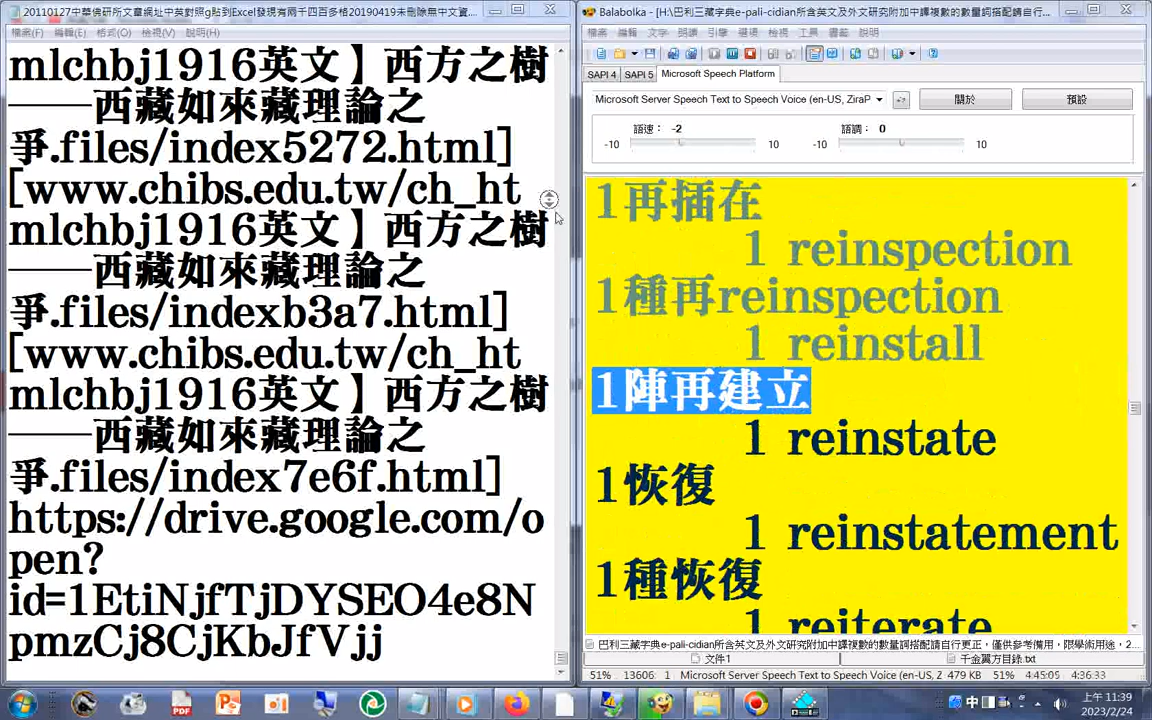 20110127中華佛研所文章網址中英對照g貼到Excel發現有兩千四百多格20190419未刪除無中文資...
檔案(F) 編輯(E) 格式(O) 檢視(V) 說明(H)
mlchbj1916英文】西方之樹
——西藏如來藏理論之
爭.files/index5272.html]
[www.chibs.edu.tw/ch_ht
mlchbj1916英文】西方之樹
——西藏如來藏理論之
爭.files/indexb3a7.html]
[www.chibs.edu.tw/ch_ht
mlchbj1916英文】西方之樹
——西藏如來藏理論之
爭.files/index7e6f.html]
https://drive.google.com/o
pen?
id=1EtiNjfTjDYSEO4e8N
pmzCj8CjKbJfVjj
Balabolka - [H:\巴利三藏字典e-pali-cidian所含英文及外文研究附加中譯複數的數量詞搭配請自行更正...
檔案 編輯 文字 朗讀 引擎 選項 檢視 工具 書籤 說明
SAPI 4 SAPI 5 Microsoft Speech Platform
Microsoft Server Speech Text to Speech Voice (en-US, ZiraP
關於 預設
語速： -2 語調： 0
-10 10 -10 10
1再插在
1 reinspection
1種再reinspection
1 reinstall
1陣再建立
1 reinstate
1恢復
1 reinstatement
1種恢復
1 reiterate
巴利三藏字典e-pali-cidian所含英文及外文研究附加中譯複數的數量詞搭配請自行更正，僅供參考備用，限學術用途，2...
文件1 千金翼方目錄.txt
51% 13606: 1 Microsoft Server Speech Text to Speech Voice (en-US, Z 479 KB 51% 4:45:05 4:36:33
中
上午 11:39
2023/2/24